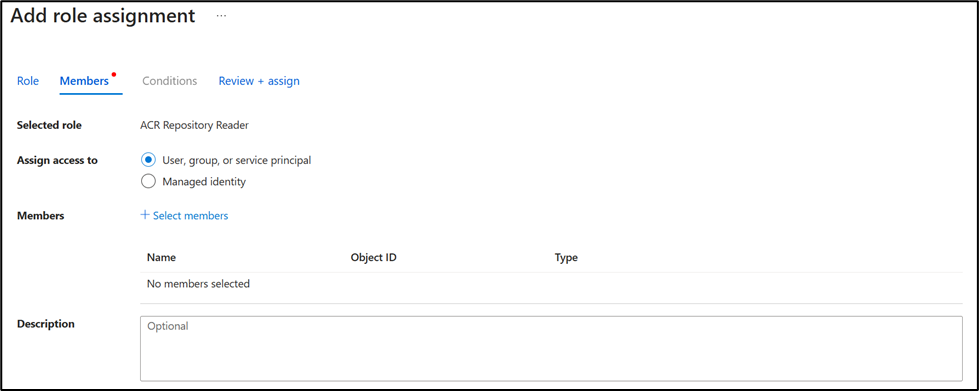 Add role assignment ...
Role Members Conditions Review + assign
Selected role ACR Repository Reader
Assign access to User, group, or service principal
Managed identity
Members + Select members
Name Object ID Type
No members selected
Description Optional